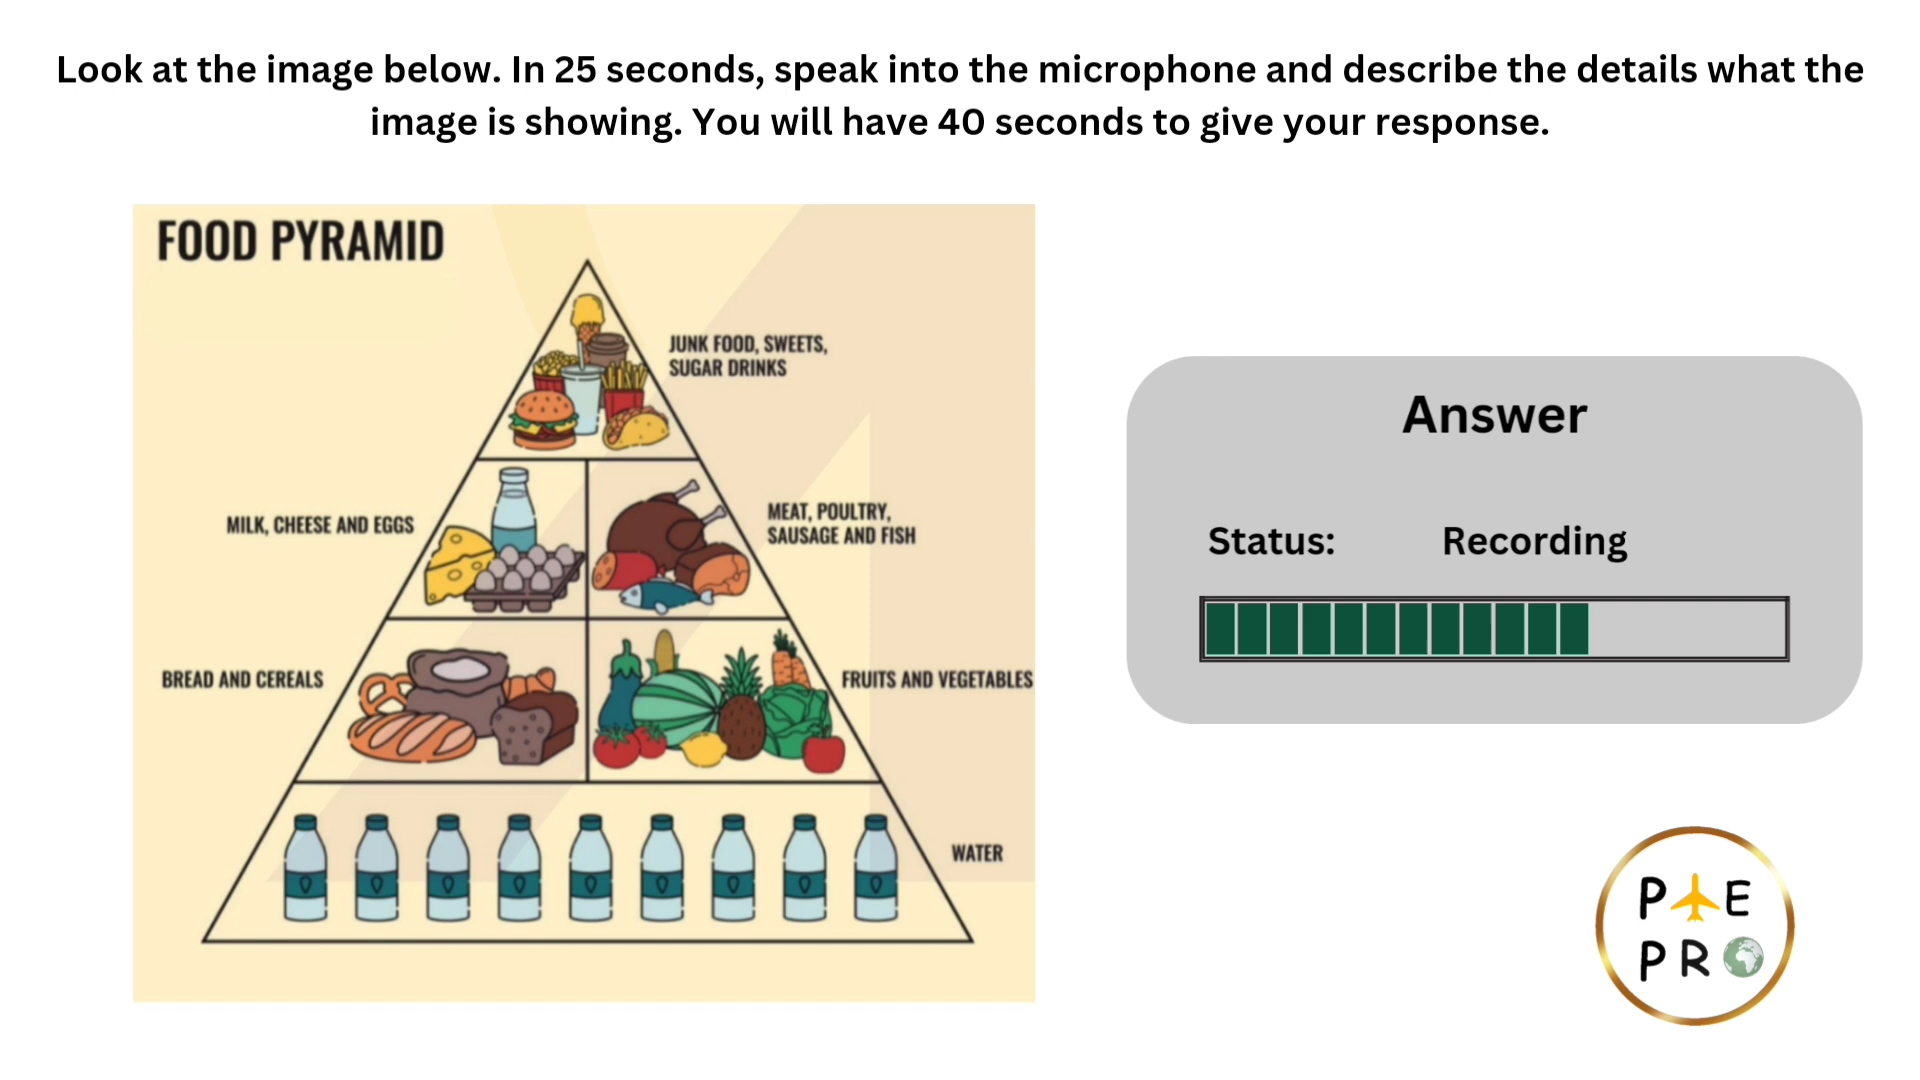 Look at the image below. In 25 seconds, speak into the microphone and describe the details what the
image is showing. You will have 40 seconds to give your response.
FOOD PYRAMID
JUNK FOOD, SWEETS,
SUGAR DRINKS
MILK, CHEESE AND EGGS
MEAT, POULTRY,
SAUSAGE AND FISH
BREAD AND CEREALS
FRUITS AND VEGETABLES
WATER
Answer
Status: Recording
P E
P R